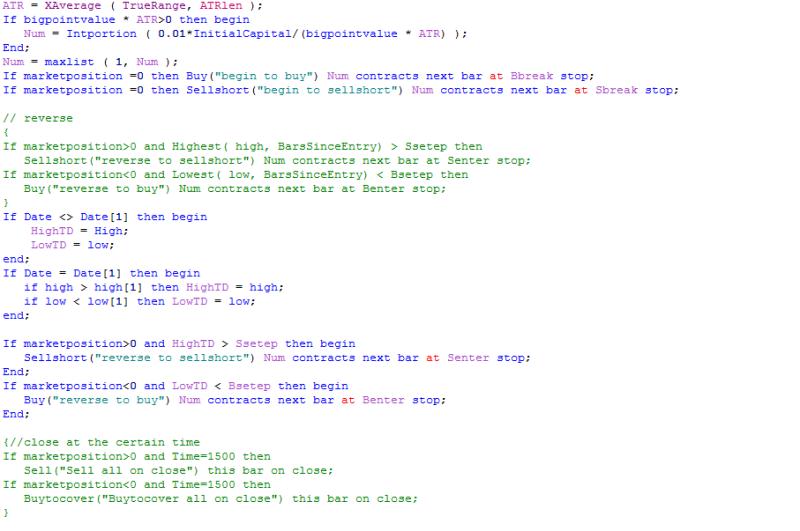 ATR = XAverage ( TrueRange, ATRlen );
If bigpointvalue * ATR>0 then begin
Num = Intportion ( 0.01*InitialCapital/(bigpointvalue * ATR) );
End;
Num = maxlist ( 1, Num );
If marketposition =0 then Buy("begin to buy") Num contracts next bar at Bbreak stop;
If marketposition =0 then Sellshort("begin to sellshort") Num contracts next bar at Sbreak stop;
// reverse
{
If marketposition>0 and Highest( high, BarsSinceEntry) > Ssetep then
Sellshort("reverse to sellshort") Num contracts next bar at Senter stop;
If marketposition<0 and Lowest( low, BarsSinceEntry) < Bsetep then
Buy("reverse to buy") Num contracts next bar at Benter stop;
}
If Date <> Date[1] then begin
HighTD = High;
LowTD = low;
end;
If Date = Date[1] then begin
if high > high[1] then HighTD = high;
if low < low[1] then LowTD = low;
end;
If marketposition>0 and HighTD > Ssetep then begin
Sellshort("reverse to sellshort") Num contracts next bar at Senter stop;
End;
If marketposition<0 and LowTD < Bsetep then begin
Buy("reverse to buy") Num contracts next bar at Benter stop;
End;
{//close at the certain time
If marketposition>0 and Time=1500 then
Sell("Sell all on close") this bar on close;
If marketposition<0 and Time=1500 then
Buytocover("Buytocover all on close") this bar on close;
}